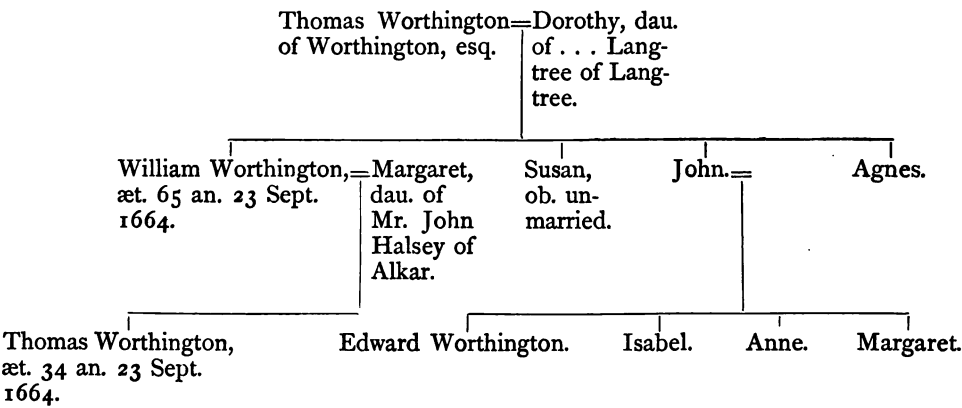 Thomas Worthington=Dorothy, dau.
of Worthington, esq.
of . . . Lang-
tree of Lang-
tree.
William Worthington,=Margaret,
æt. 65 an. 23 Sept.
1664.
dau. of
Mr. John
Halsey of
Alkar.
Susan,
ob. un-
married.
John.=
Agnes.
Thomas Worthington,
æt. 34 an. 23 Sept.
1664.
Edward Worthington.
Isabel.
Anne.
Margaret.